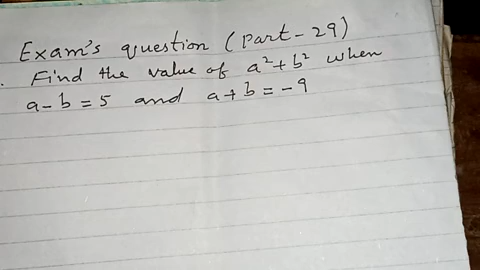 Exam's question (Part-29)
Find the value of a²+b² when
a-b=5 and a+b=-9